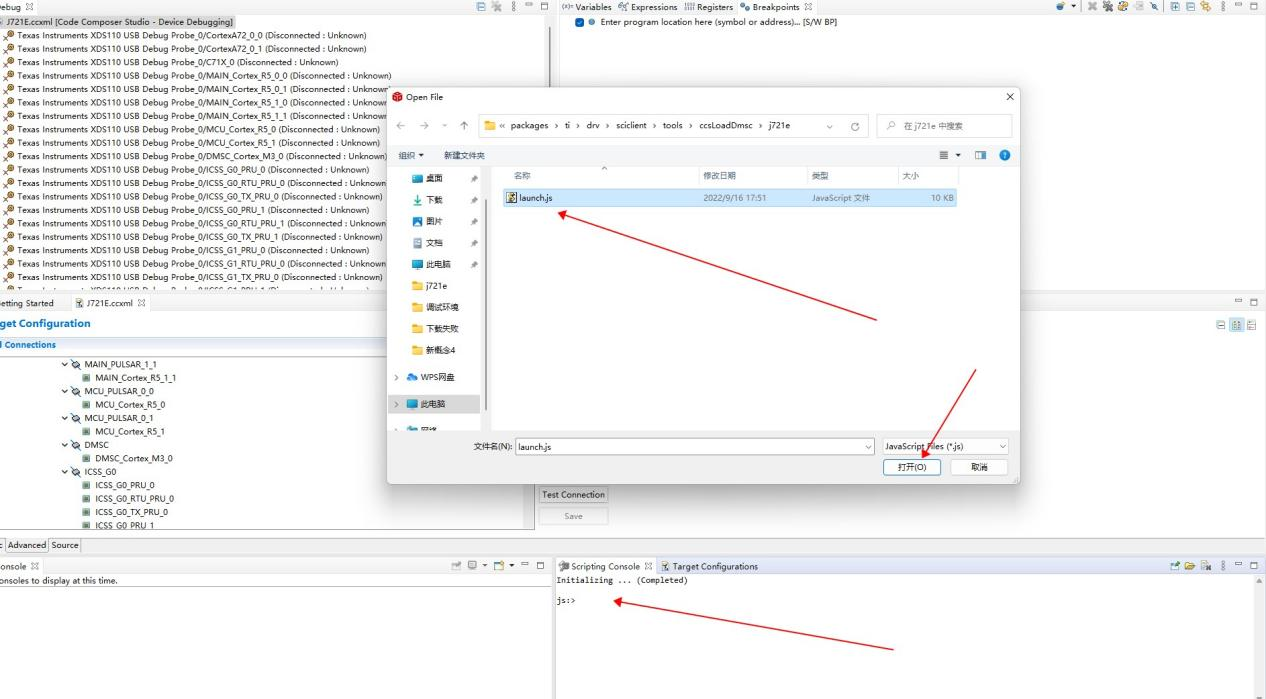 ebug
J721E.ccxml [Code Composer Studio - Device Debugging]
Texas Instruments XDS110 USB Debug Probe_0/CortexA72_0_0 (Disconnected : Unknown)
Texas Instruments XDS110 USB Debug Probe_0/CortexA72_0_1 (Disconnected : Unknown)
Texas Instruments XDS110 USB Debug Probe_0/C71X_0 (Disconnected : Unknown)
Texas Instruments XDS110 USB Debug Probe_0/MAIN_Cortex_R5_0_0 (Disconnected : Unknown)
Texas Instruments XDS110 USB Debug Probe_0/MAIN_Cortex_R5_0_1 (Disconnected : Unknown)
Texas Instruments XDS110 USB Debug Probe_0/MAIN_Cortex_R5_1_0 (Disconnected : Unknown)
Texas Instruments XDS110 USB Debug Probe_0/MAIN_Cortex_R5_1_1 (Disconnected : Unknown)
Texas Instruments XDS110 USB Debug Probe_0/MCU_Cortex_R5_0 (Disconnected : Unknown)
Texas Instruments XDS110 USB Debug Probe_0/MCU_Cortex_R5_1 (Disconnected : Unknown)
Texas Instruments XDS110 USB Debug Probe_0/DMSC_Cortex_M3_0 (Disconnected : Unknown)
Texas Instruments XDS110 USB Debug Probe_0/ICSS_G0_PRU_0 (Disconnected : Unknown)
Texas Instruments XDS110 USB Debug Probe_0/ICSS_G0_RTU_PRU_0 (Disconnected : Unknown)
Texas Instruments XDS110 USB Debug Probe_0/ICSS_G0_TX_PRU_0 (Disconnected : Unknown)
Texas Instruments XDS110 USB Debug Probe_0/ICSS_G0_PRU_1 (Disconnected : Unknown)
Texas Instruments XDS110 USB Debug Probe_0/ICSS_G0_RTU_PRU_1 (Disconnected : Unknown)
Texas Instruments XDS110 USB Debug Probe_0/ICSS_G0_TX_PRU_1 (Disconnected : Unknown)
Texas Instruments XDS110 USB Debug Probe_0/ICSS_G1_PRU_0 (Disconnected : Unknown)
Texas Instruments XDS110 USB Debug Probe_0/ICSS_G1_RTU_PRU_0 (Disconnected : Unknown)
Texas Instruments XDS110 USB Debug Probe_0/ICSS_G1_TX_PRU_0 (Disconnected : Unknown)
(x)= Variables Expressions Registers Breakpoints
Enter program location here (symbol or address)... [S/W BP]
Open File
« packages › ti › drv › sciclient › tools › ccsLoadDmsc › j721e
在 j721e 中搜索
组织 新建文件夹
名称 修改日期 类型 大小
launch.js 2022/9/16 17:51 JavaScript 文件 10 KB
桌面
下载
图片
文档
此电脑
j721e
调试环境
下载失败
新概念4
WPS网盘
此电脑
网络
文件名(N): launch.js JavaScript Files (*.js)
打开(O) 取消
etting Started J721E.ccxml
get Configuration
l Connections
MAIN_PULSAR_1_1
MAIN_Cortex_R5_1_1
MCU_PULSAR_0_0
MCU_Cortex_R5_0
MCU_PULSAR_0_1
MCU_Cortex_R5_1
DMSC
DMSC_Cortex_M3_0
ICSS_G0
ICSS_G0_PRU_0
ICSS_G0_RTU_PRU_0
ICSS_G0_TX_PRU_0
ICSS_G0_PRU_1
Test Connection
Save
c Advanced Source
onsole
onsoles to display at this time.
Scripting Console Target Configurations
Initializing ... (Completed)
js:>